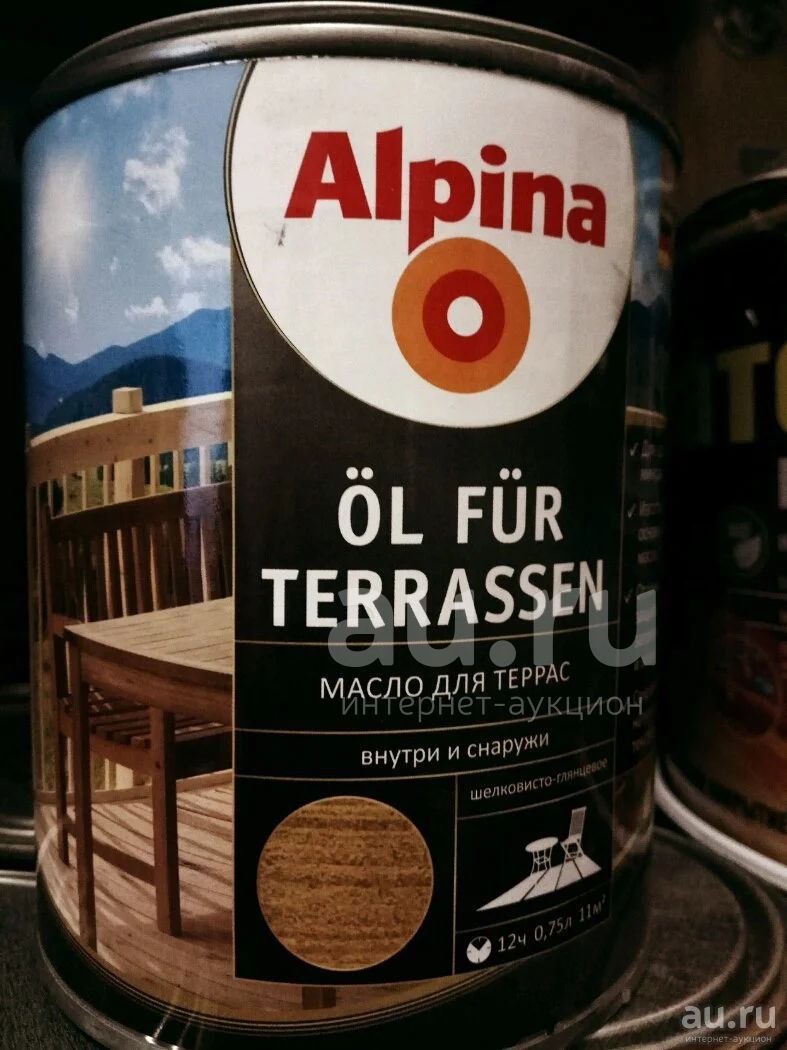 Alpina
ÖL FÜR
TERRASSEN
au.ru
МАСЛО ДЛЯ ТЕРРАС
интернет-аукцион
внутри и снаружи
шелковисто-глянцевое
12ч 0,75л 11м²
au.ru
интернет-аукцион